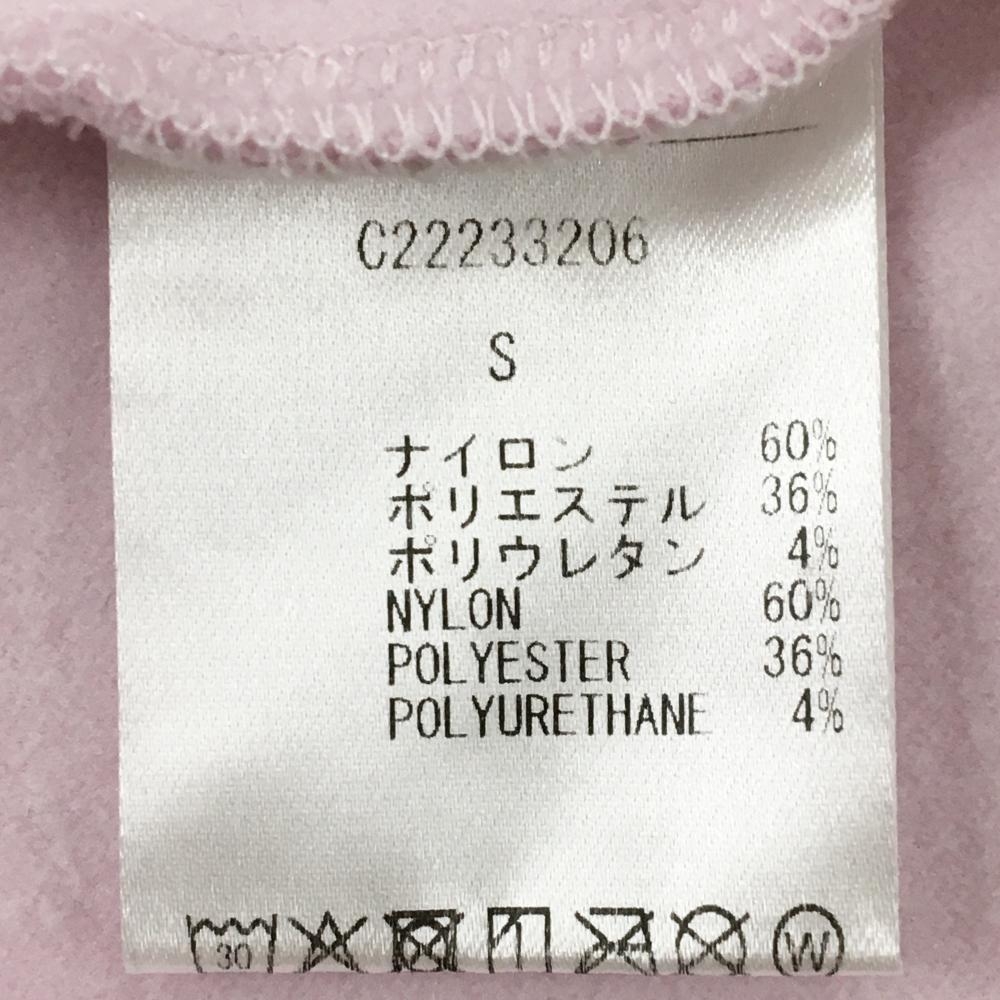 C22233206
S
ナイロン 60%
ポリエステル 36%
ポリウレタン 4%
NYLON 60%
POLYESTER 36%
POLYURETHANE 4%
30 W